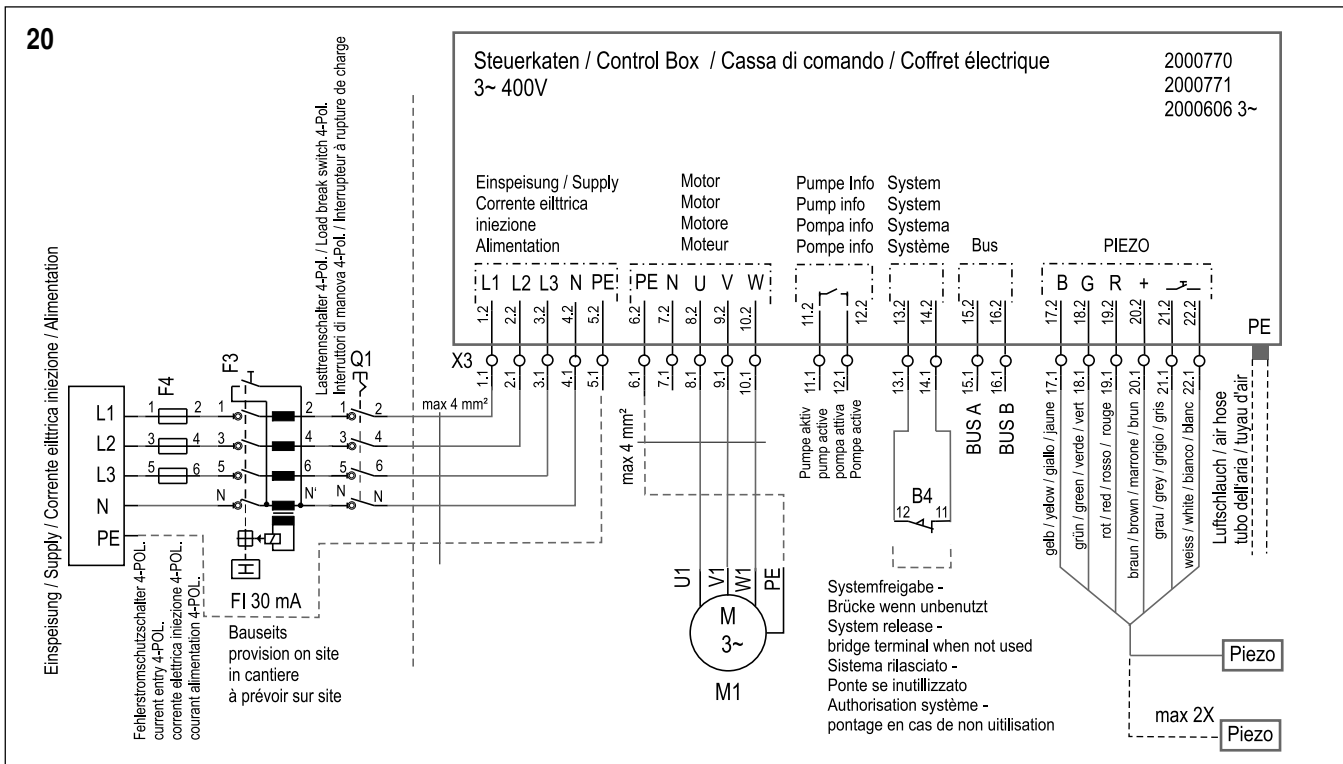 20
Steuerkaten / Control Box / Cassa di comando / Coffret électrique
3~ 400V
2000770
2000771
2000606 3~
Einspeisung / Supply
Corrente eilttrica
iniezione
Alimentation
Motor
Motor
Motore
Moteur
Pumpe Info
Pump info
Pompa info
Pompe info
System
System
Systema
Système
Bus
PIEZO
L1 L2 L3 N PE
PE N U V W
B G R +
1.2 2.2 3.2 4.2 5.2
6.2 7.2 8.2 9.2 10.2
11.2 12.2
13.2 14.2
15.2 16.2
17.2 18.2 19.2 20.2 21.2 22.2
PE
X3
1.1 2.1 3.1 4.1 5.1
6.1 7.1 8.1 9.1 10.1
11.1 12.1
13.1 14.1
15.1 16.1
17.1 18.1 19.1 20.1 21.1 22.1
Einspeisung / Supply / Corrente eilttrica iniezione / Alimentation
L1
L2
L3
N
PE
F4
1 2
3 4
5 6
F3
1 2
3 4
5 6
N N'
H
FI 30 mA
Lasttrennschalter 4-Pol. / Load break switch 4-Pol.
Interruttori di manova 4-Pol. / Interrupteur à rupture de charge
Q1
1 2
3 4
5 6
N N
max 4 mm²
Fehlerstromschutzschalter 4-POL.
current entry 4-POL.
corrente elettrica iniezione 4-POL.
courant alimentation 4-POL.
Bauseits
provision on site
in cantiere
à prévoir sur site
max 4 mm²
U1 V1 W1 PE
M
3~
M1
Pumpe aktiv
pump active
pompa attiva
Pompe active
B4
12 11
BUS A
BUS B
Systemfreigabe -
Brücke wenn unbenutzt
System release -
bridge terminal when not used
Sistema rilasciato -
Ponte se inutillizzato
Authorisation système -
pontage en cas de non uitilisation
gelb / yelow / giallo / jaune
grün / green / verde / vert
rot / red / rosso / rouge
braun / brown / marrone / brun
grau / grey / grigio / gris
weiss / white / bianco / blanc
Luftschlauch / air hose
tubo dell'aria / tuyau d'air
Piezo
max 2X
Piezo